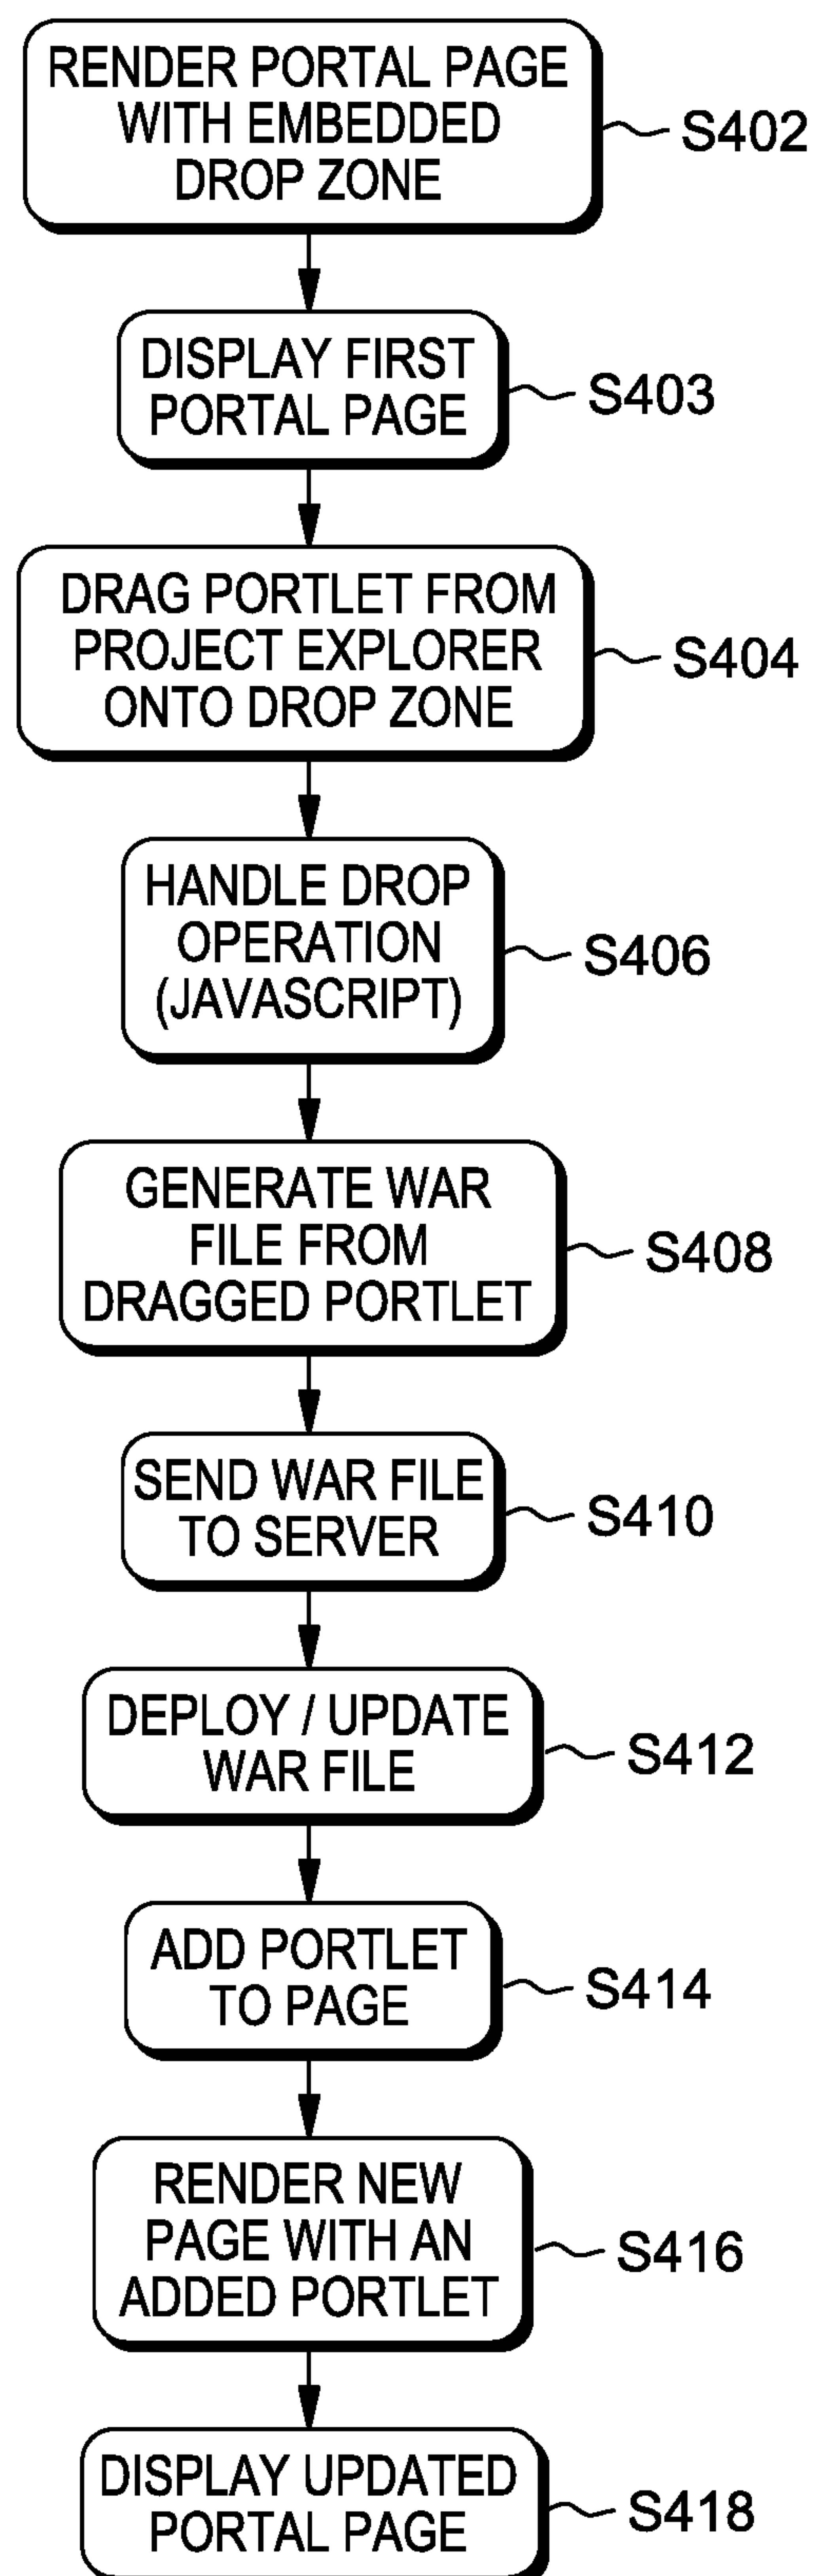 RENDER PORTAL PAGE
WITH EMBEDDED
DROP ZONE
S402
DISPLAY FIRST
PORTAL PAGE
S403
DRAG PORTLET FROM
PROJECT EXPLORER
ONTO DROP ZONE
S404
HANDLE DROP
OPERATION
(JAVASCRIPT)
S406
GENERATE WAR
FILE FROM
DRAGGED PORTLET
S408
SEND WAR FILE
TO SERVER
S410
DEPLOY / UPDATE
WAR FILE
S412
ADD PORTLET
TO PAGE
S414
RENDER NEW
PAGE WITH AN
ADDED PORTLET
S416
DISPLAY UPDATED
PORTAL PAGE
S418